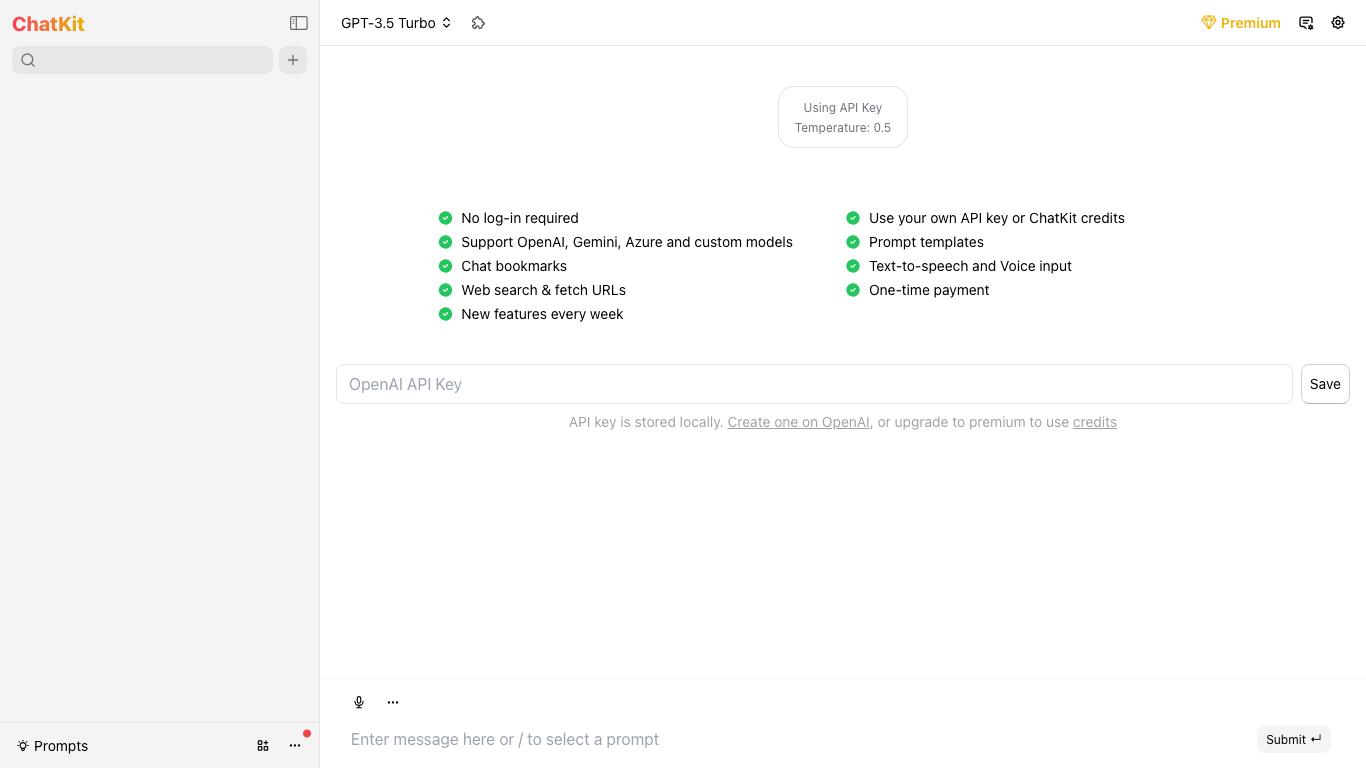 ChatKit
GPT-3.5 Turbo
Premium
Using API Key
Temperature: 0.5
No log-in required
Support OpenAI, Gemini, Azure and custom models
Chat bookmarks
Web search & fetch URLs
New features every week
Use your own API key or ChatKit credits
Prompt templates
Text-to-speech and Voice input
One-time payment
OpenAI API Key
Save
API key is stored locally. Create one on OpenAI, or upgrade to premium to use credits
Prompts
Enter message here or / to select a prompt
Submit ↵